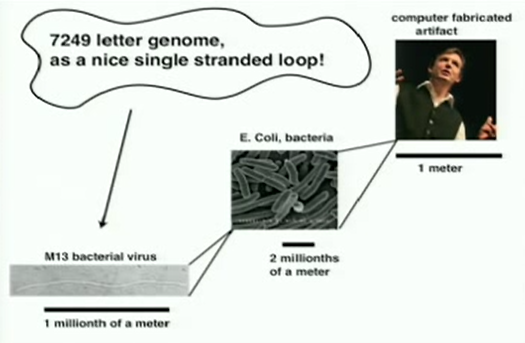 7249 letter genome,
as a nice single stranded loop!
computer fabricated
artifact
E. Coli, bacteria
1 meter
M13 bacterial virus
2 millionths
of a meter
1 millionth of a meter